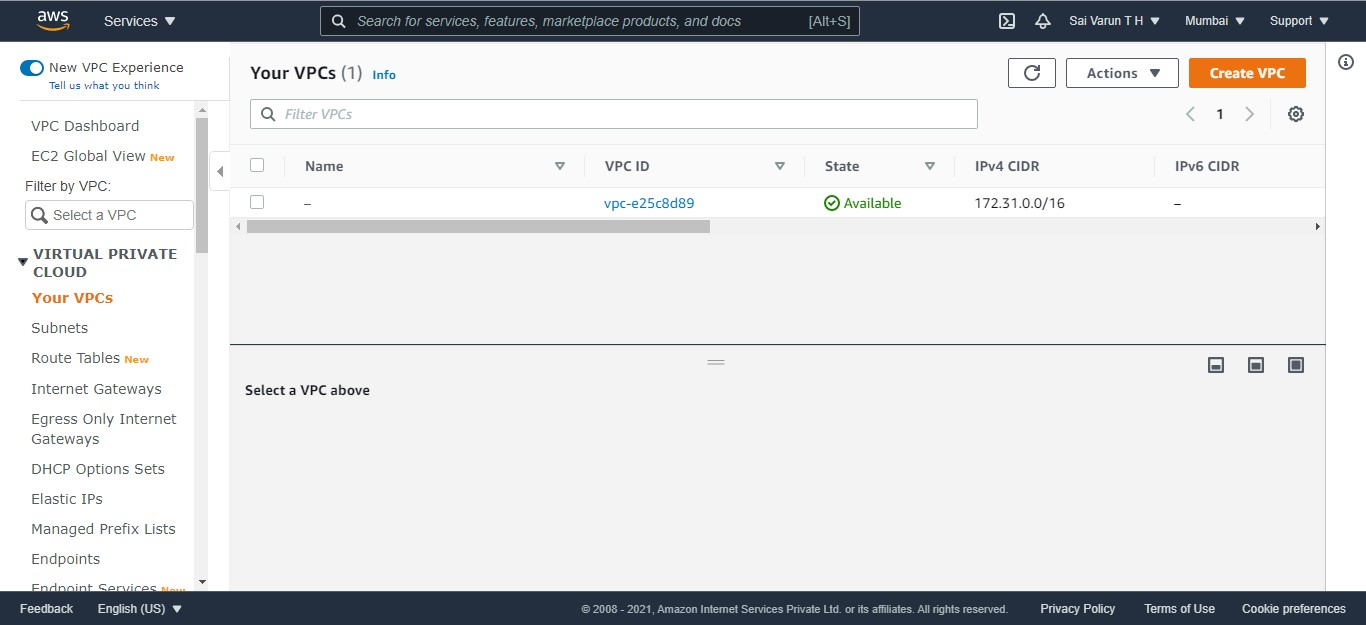 aws
Services
Search for services, features, marketplace products, and docs [Alt+S]
Sai Varun T H
Mumbai
Support
New VPC Experience
Tell us what you think
VPC Dashboard
EC2 Global View New
Filter by VPC:
Select a VPC
VIRTUAL PRIVATE
CLOUD
Your VPCs
Subnets
Route Tables New
Internet Gateways
Egress Only Internet
Gateways
DHCP Options Sets
Elastic IPs
Managed Prefix Lists
Endpoints
Endpoint Services New
Your VPCs (1) Info
Actions
Create VPC
Filter VPCs
1
Name VPC ID State IPv4 CIDR IPv6 CIDR
– vpc-e25c8d89 Available 172.31.0.0/16 –
Select a VPC above
Feedback English (US) © 2008 - 2021, Amazon Internet Services Private Ltd. or its affiliates. All rights reserved. Privacy Policy Terms of Use Cookie preferences